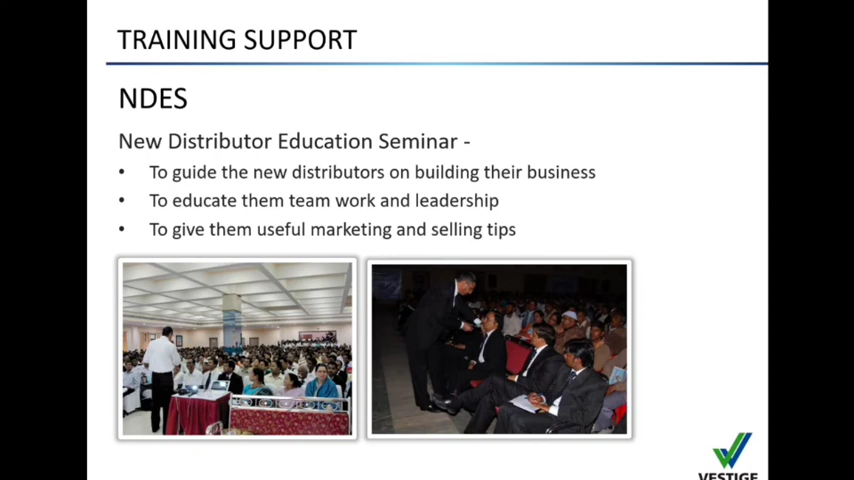 TRAINING SUPPORT
NDES
New Distributor Education Seminar -
• To guide the new distributors on building their business
• To educate them team work and leadership
• To give them useful marketing and selling tips
VESTIGE